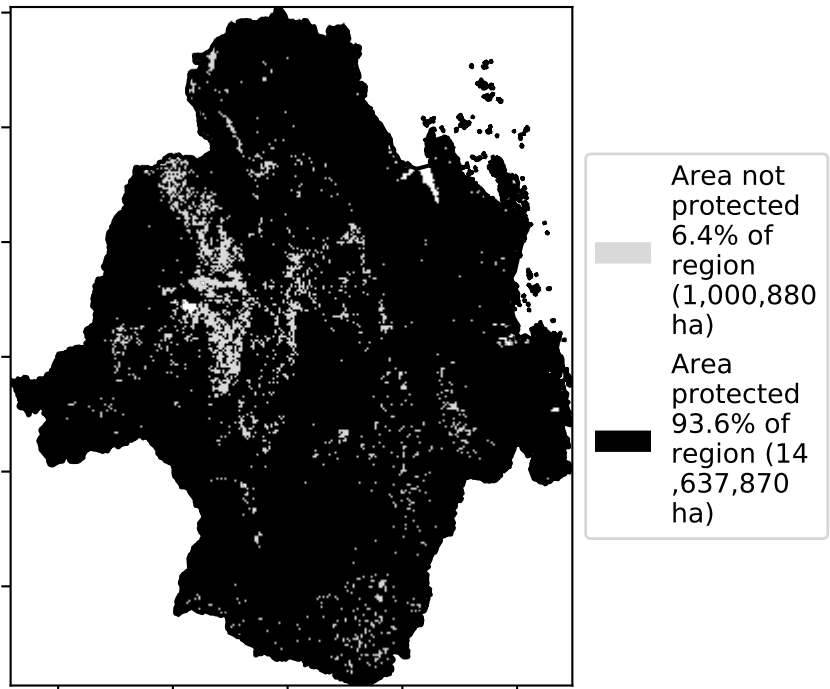 Area not
protected
6.4% of
region
(1,000,880
ha)
Area
protected
93.6% of
region (14
,637,870
ha)